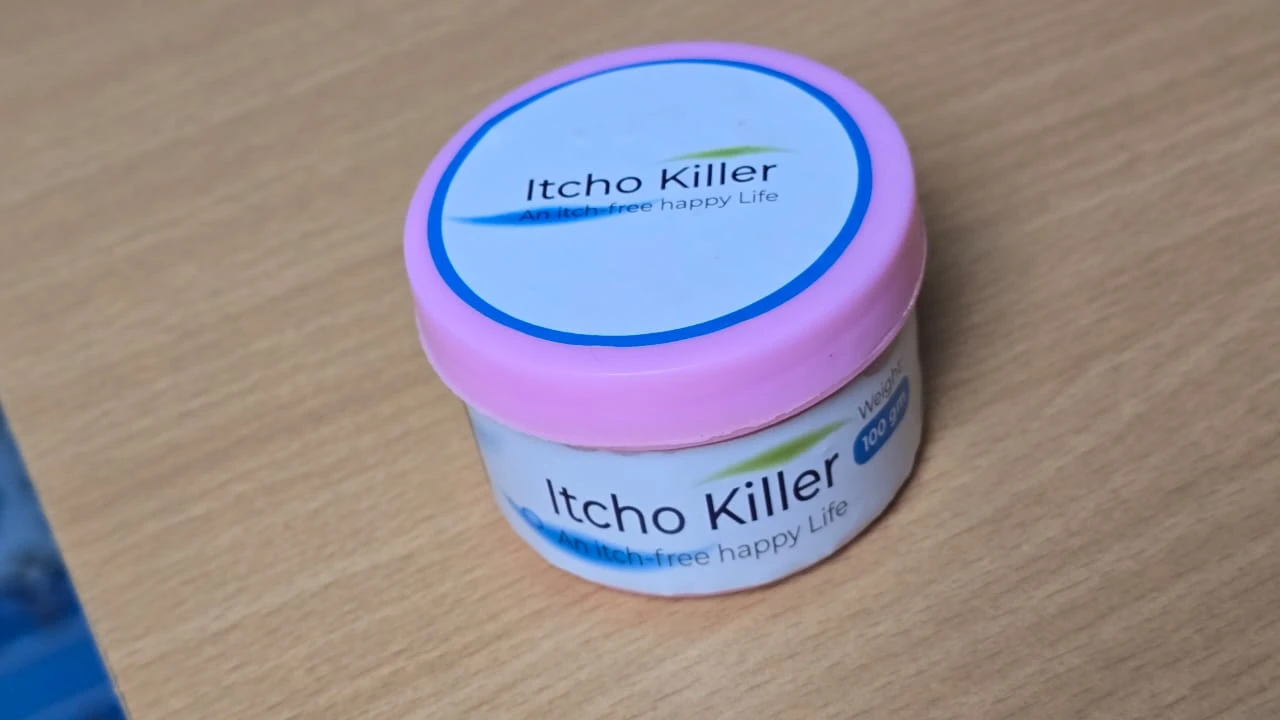 Itcho Killer
An itch-free happy Life
Weight
100 gm
Itcho Killer
An itch-free happy Life